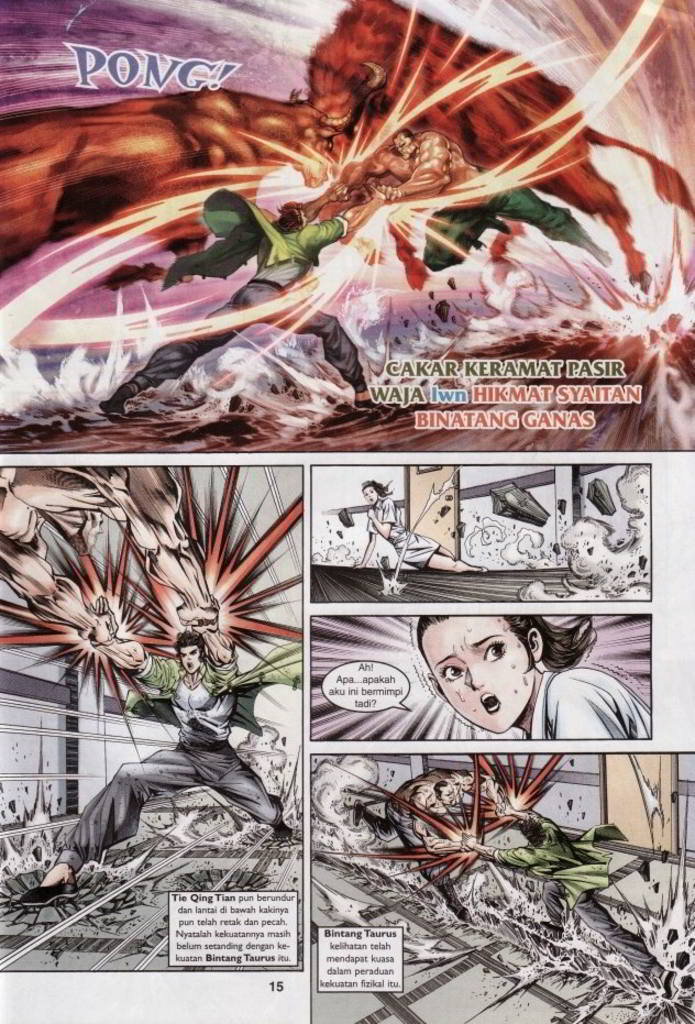 PONG!
CAKAR KERAMAT PASIR
WAJA lwn HIKMAT SYAITAN
BINATANG GANAS
Ah!
Apa...apakah
aku ini bermimpi
tadi?
Tie Qing Tian pun berundur
dan lantai di bawah kakinya
pun telah retak dan pecah.
Nyatalah kekuatannya masih
belum setanding dengan ke-
kuatan Bintang Taurus itu.
Bintang Taurus
kelihatan telah
mendapat kuasa
dalam peraduan
kekuatan fizikal itu.
15